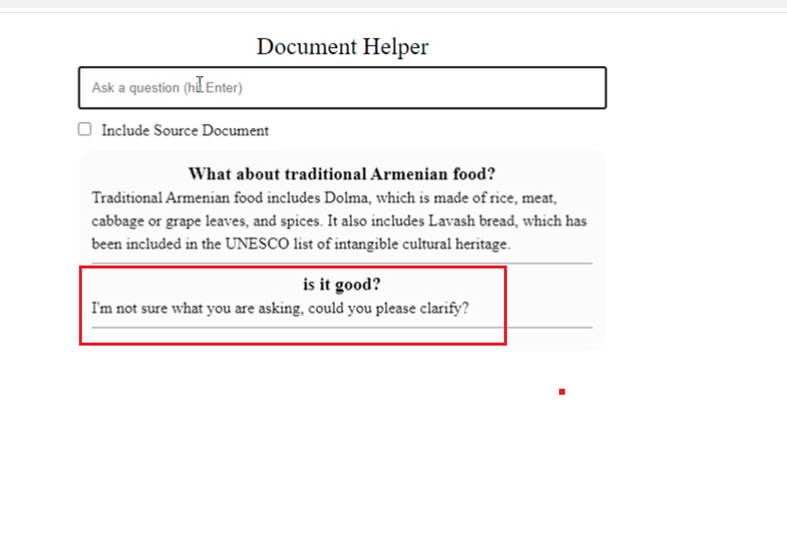 Document Helper
Ask a question (hit Enter)
Include Source Document
What about traditional Armenian food?
Traditional Armenian food includes Dolma, which is made of rice, meat,
cabbage or grape leaves, and spices. It also includes Lavash bread, which has
been included in the UNESCO list of intangible cultural heritage.
is it good?
I'm not sure what you are asking, could you please clarify?